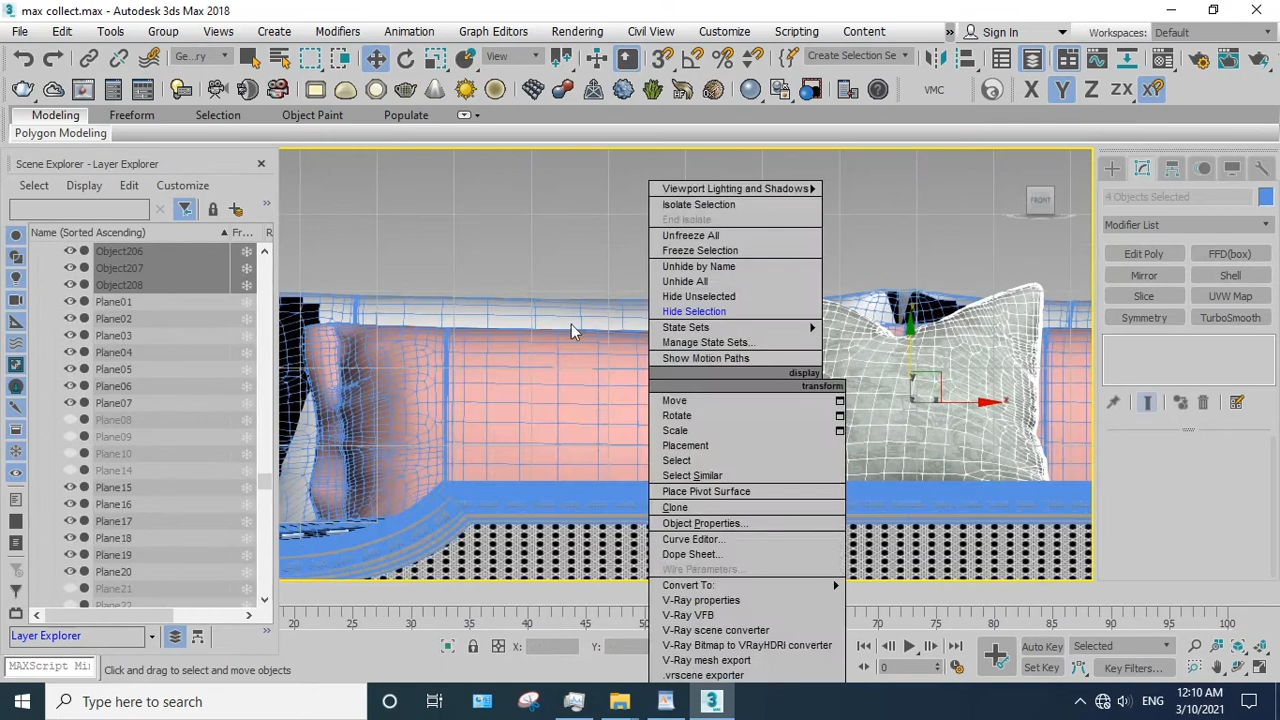 max collect.max - Autodesk 3ds Max 2018
File Edit Tools Group Views Create Modifiers Animation Graph Editors Rendering Civil View Customize Scripting Content » Sign In Workspaces: Default
Ge...ry View Create Selection Se
VMC X Y Z ZX XY
Modeling Freeform Selection Object Paint Populate
Polygon Modeling
Scene Explorer - Layer Explorer
Select Display Edit Customize
Name (Sorted Ascending) Fr... R
Object206
Object207
Object208
Plane01
Plane02
Plane03
Plane04
Plane05
Plane06
Plane07
Plane08
Plane09
Plane10
Plane14
Plane15
Plane16
Plane17
Plane18
Plane19
Plane20
Plane21
Plane22
Layer Explorer
FRONT
Viewport Lighting and Shadows
Isolate Selection
End Isolate
Unfreeze All
Freeze Selection
Unhide by Name
Unhide All
Hide Unselected
Hide Selection
State Sets
Manage State Sets...
Show Motion Paths
display
transform
Move
Rotate
Scale
Placement
Select
Select Similar
Place Pivot Surface
Clone
Object Properties...
Curve Editor...
Dope Sheet...
Wire Parameters...
Convert To:
V-Ray properties
V-Ray VFB
V-Ray scene converter
V-Ray Bitmap to VRayHDRI converter
V-Ray mesh export
.vrscene exporter
4 Objects Selected
Modifier List
Edit Poly FFD(box)
Mirror Shell
Slice UVW Map
Symmetry TurboSmooth
20 25 30 35 40 45 70 75 80 85 90 95 100
X: Y: Auto Key Selected
0 Set Key Key Filters...
MAXScript Mi Click and drag to select and move objects
Type here to search
ENG 12:10 AM 3/10/2021